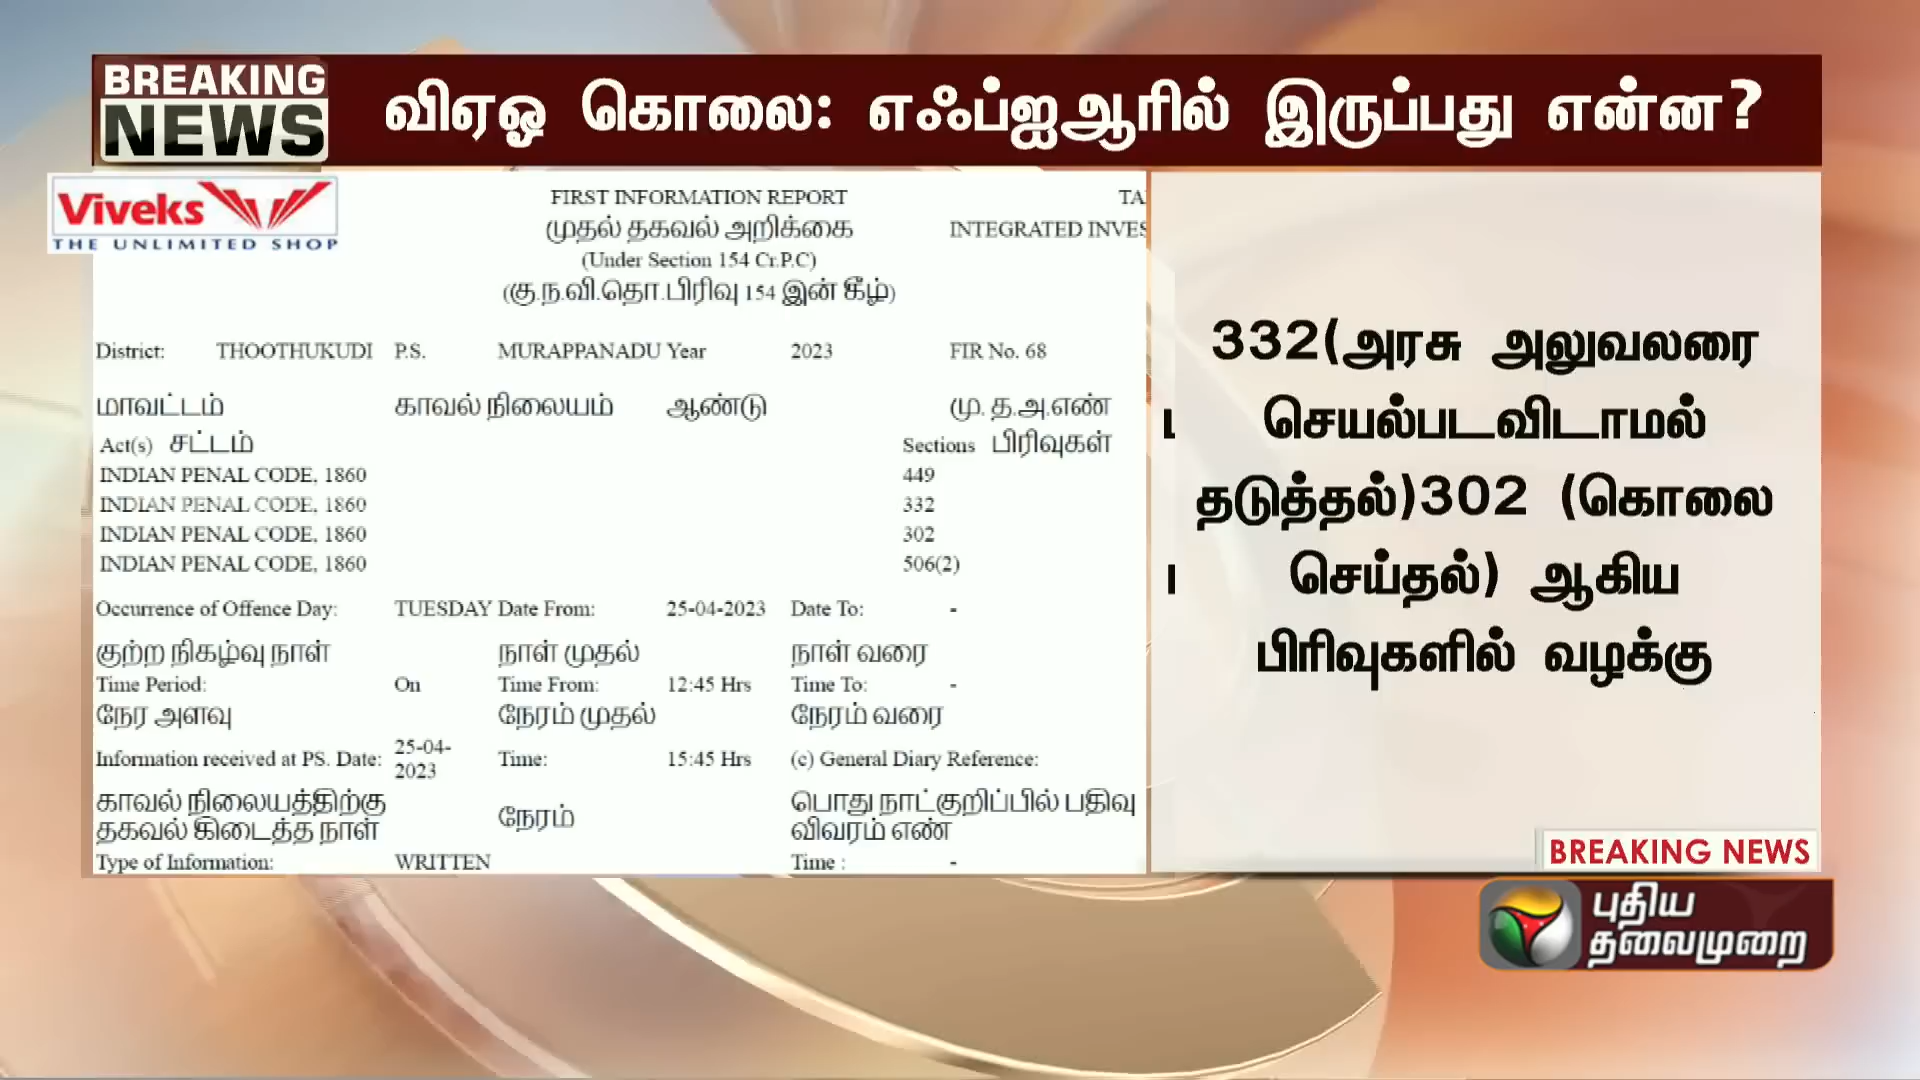 BREAKING
NEWS
விஏஓ கொலை: எஃப்ஐஆரில் இருப்பது என்ன?
Viveks
THE UNLIMITED SHOP
FIRST INFORMATION REPORT TA
முதல் தகவல் அறிக்கை INTEGRATED INVES
(Under Section 154 Cr.P.C)
(கு.ந.வி.தொ.பிரிவு 154 இன் கீழ்)
District: THOOTHUKUDI P.S. MURAPPANADU Year 2023 FIR No. 68
மாவட்டம் காவல் நிலையம் ஆண்டு மு. த.அ.எண்
Act(s) சட்டம் Sections பிரிவுகள்
INDIAN PENAL CODE, 1860 449
INDIAN PENAL CODE, 1860 332
INDIAN PENAL CODE, 1860 302
INDIAN PENAL CODE, 1860 506(2)
Occurrence of Offence Day: TUESDAY Date From: 25-04-2023 Date To: -
குற்ற நிகழ்வு நாள் நாள் முதல் நாள் வரை
Time Period: On Time From: 12:45 Hrs Time To: -
நேர அளவு நேரம் முதல் நேரம் வரை
Information received at PS. Date: 25-04-2023 Time: 15:45 Hrs (c) General Diary Reference:
காவல் நிலையத்திற்கு தகவல் கிடைத்த நாள் நேரம் பொது நாட்குறிப்பில் பதிவு விவரம் எண்
Type of Information: WRITTEN Time : -
332(அரசு அலுவலரை
செயல்படவிடாமல்
தடுத்தல்)302 (கொலை
செய்தல்) ஆகிய
பிரிவுகளில் வழக்கு
BREAKING NEWS
புதிய
தலைமுறை